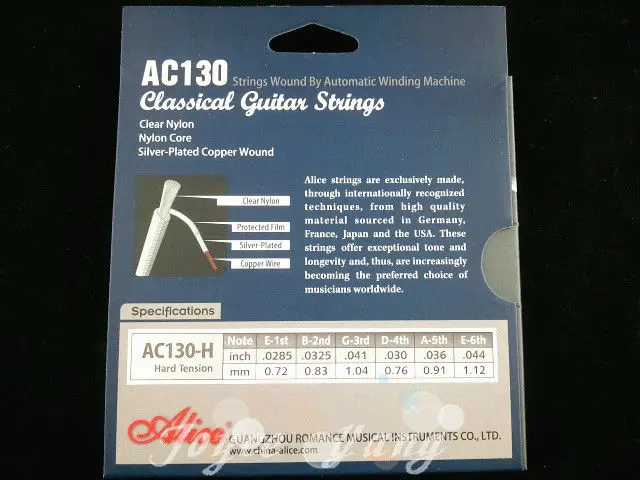 AC130 Strings Wound By Automatic Winding Machine
Classical Guitar Strings
Clear Nylon
Nylon Core
Silver-Plated Copper Wound
Clear Nylon
Protected Film
Silver-Plated
Copper Wire
Alice strings are exclusively made,
through internationally recognized
techniques, from high quality
material sourced in Germany,
France, Japan and the USA. These
strings offer exceptional tone and
longevity and, thus, are increasingly
becoming the preferred choice of
musicians worldwide.
Specifications
AC130-H
Hard Tension
Note E-1st B-2nd G-3rd D-4th A-5th E-6th
inch .0285 .0325 .041 .030 .036 .044
mm 0.72 0.83 1.04 0.76 0.91 1.12
Alice®
GUANGZHOU ROMANCE MUSICAL INSTRUMENTS CO., LTD.
www.china-alice.com